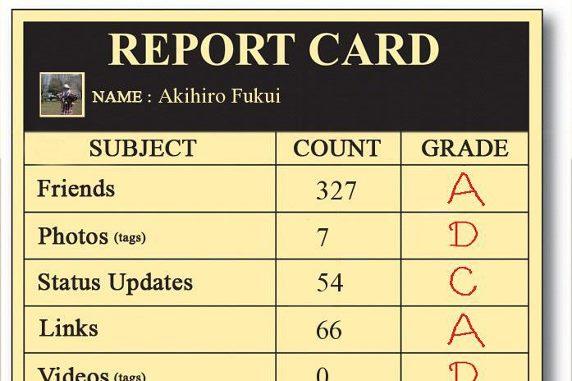 REPORT CARD
NAME : Akihiro Fukui
SUBJECT COUNT GRADE
Friends 327 A
Photos (tags) 7 D
Status Updates 54 C
Links 66 A
Videos (tags) 0 D